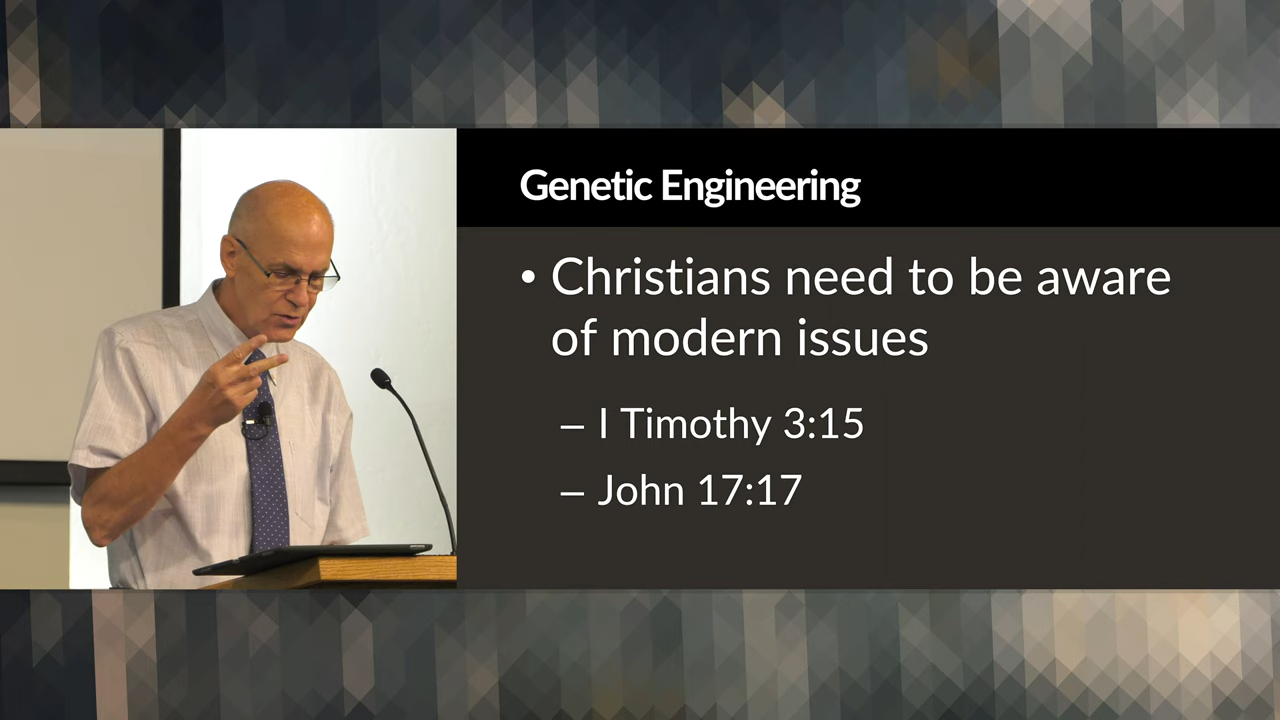 Genetic Engineering
• Christians need to be aware
of modern issues
– I Timothy 3:15
– John 17:17